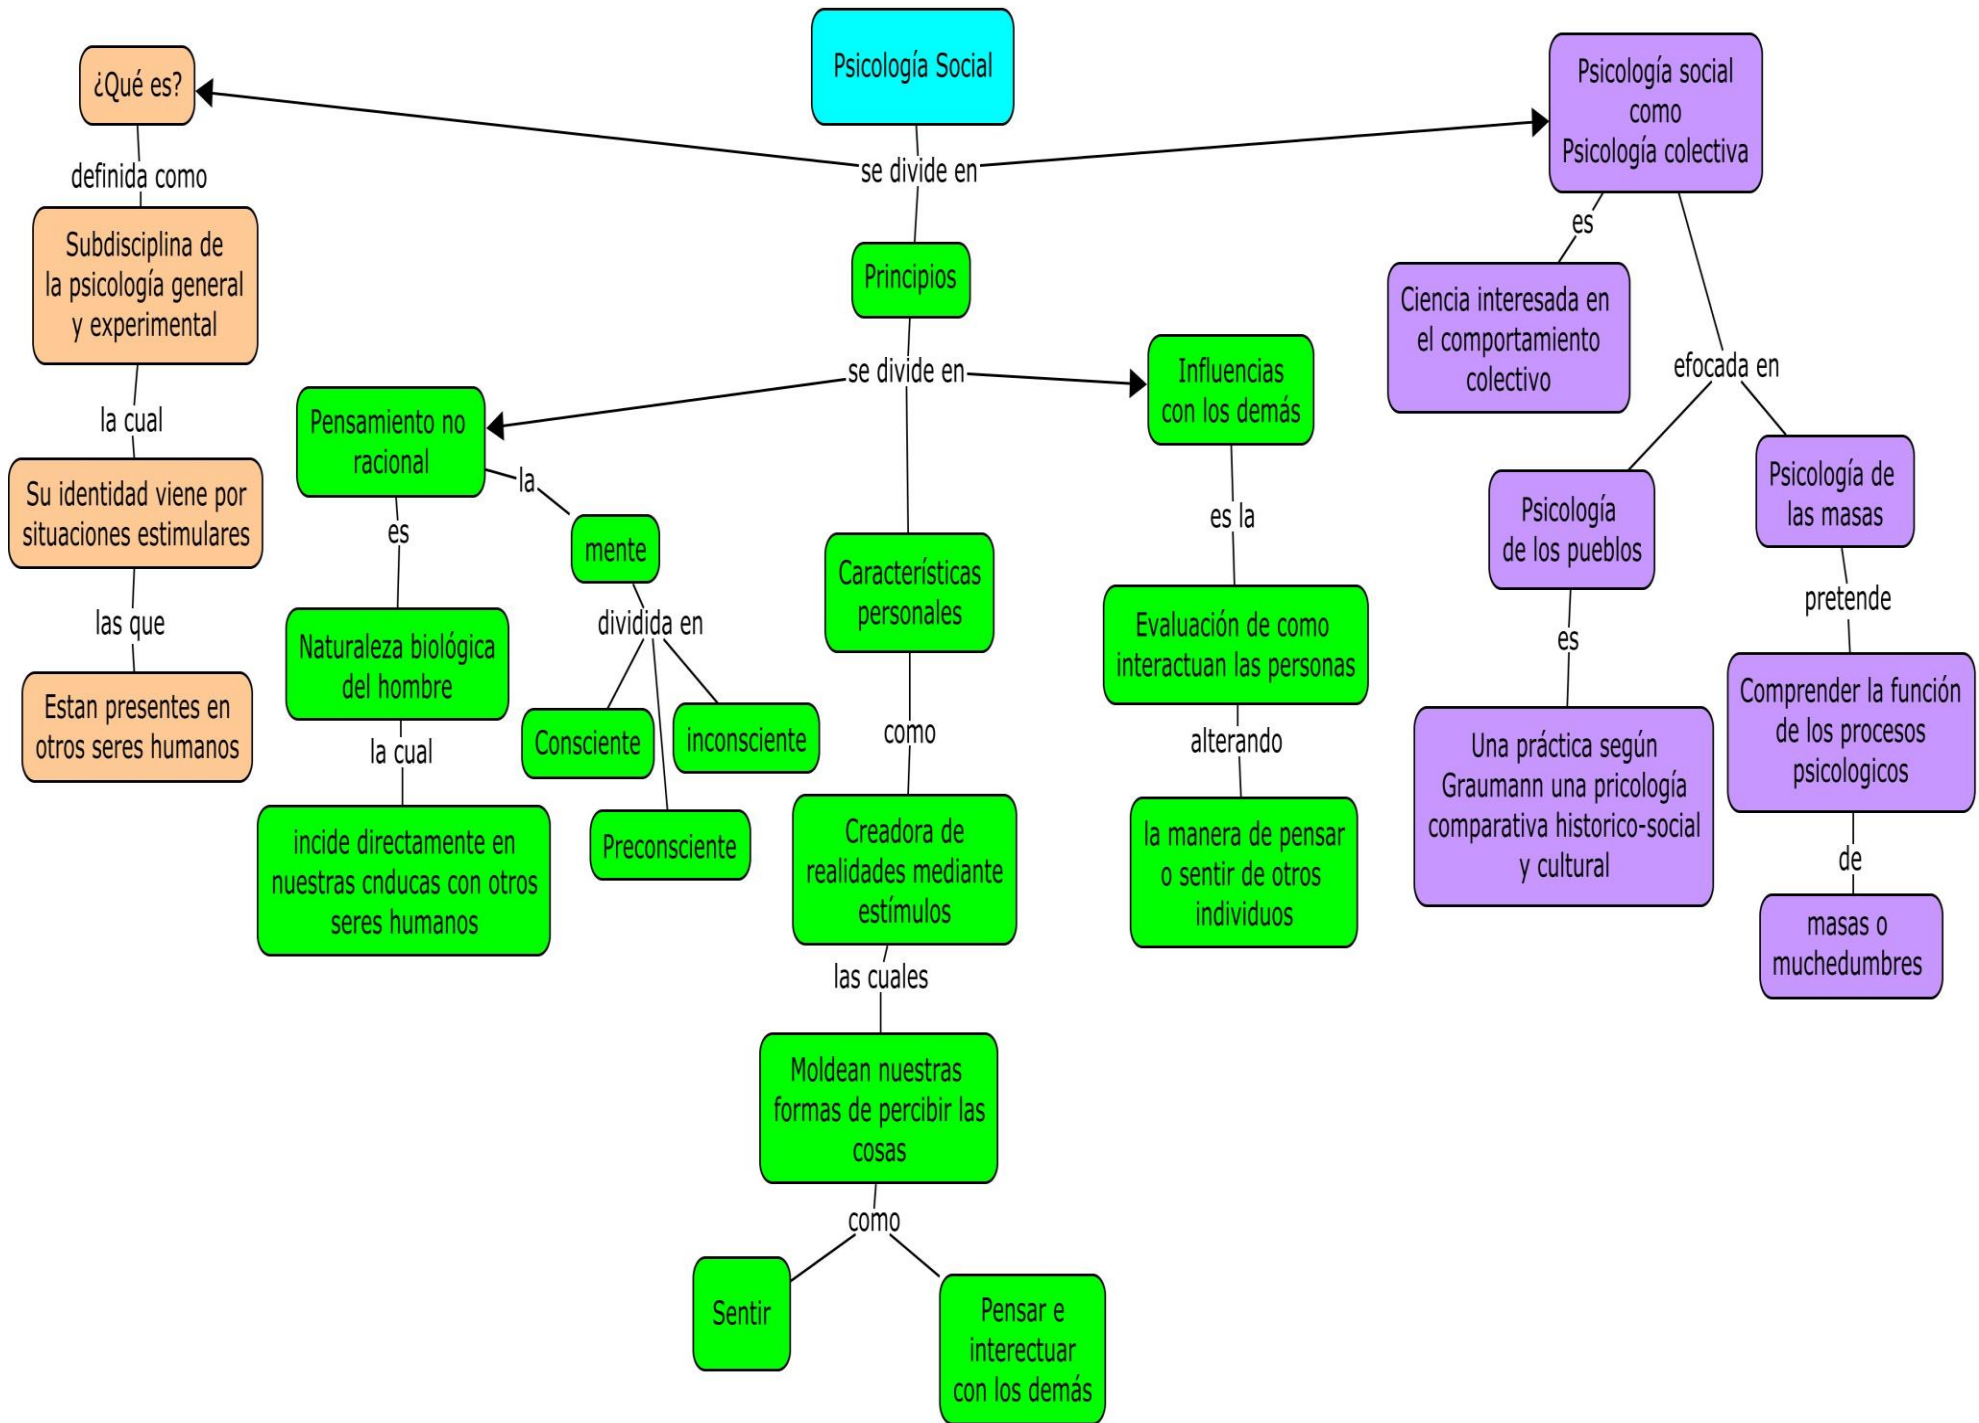 Psicología Social
se divide en
¿Qué es?
definida como
Subdisciplina de
la psicología general
y experimental
la cual
Su identidad viene por
situaciones estimulares
las que
Estan presentes en
otros seres humanos
Principios
se divide en
Pensamiento no
racional
es
Naturaleza biológica
del hombre
la cual
incide directamente en
nuestras cnducas con otros
seres humanos
la
mente
dividida en
Consciente
Preconsciente
inconsciente
Características
personales
como
Creadora de
realidades mediante
estímulos
las cuales
Moldean nuestras
formas de percibir las
cosas
como
Sentir
Pensar e
interectuar
con los demás
Influencias
con los demás
es la
Evaluación de como
interactuan las personas
alterando
la manera de pensar
o sentir de otros
individuos
Psicología social
como
Psicología colectiva
es
Ciencia interesada en
el comportamiento
colectivo
efocada en
Psicología
de los pueblos
es
Una práctica según
Graumann una pricología
comparativa historico-social
y cultural
Psicología de
las masas
pretende
Comprender la función
de los procesos
psicologicos
de
masas o
muchedumbres